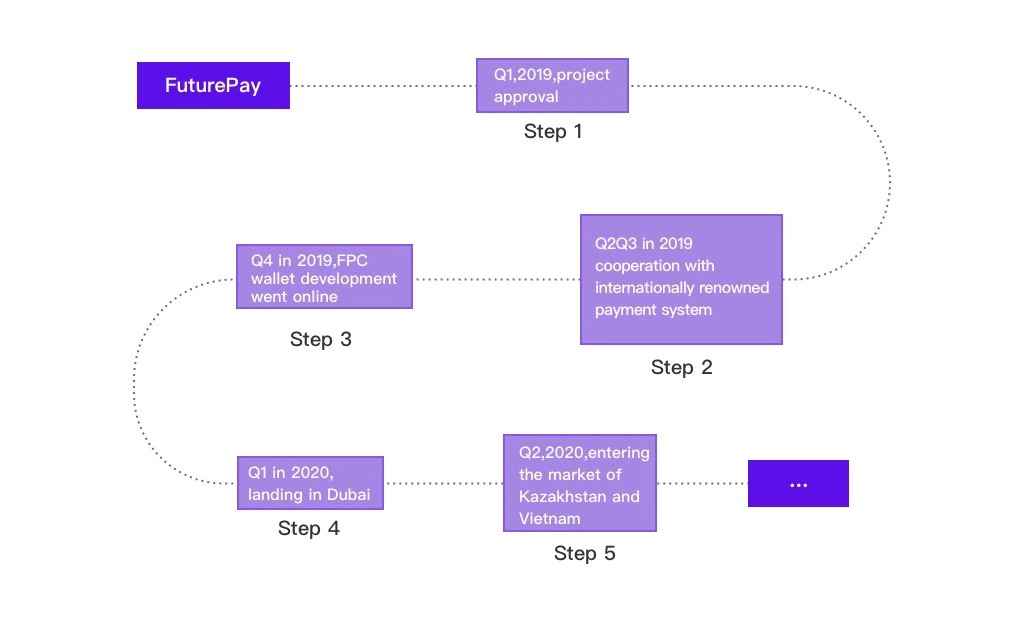 FuturePay
Q1,2019,project
approval
Step 1
Q2Q3 in 2019
cooperation with
internationally renowned
payment system
Step 2
Q4 in 2019,FPC
wallet development
went online
Step 3
Q1 in 2020,
landing in Dubai
Step 4
Q2,2020,entering
the market of
Kazakhstan and
Vietnam
Step 5
...